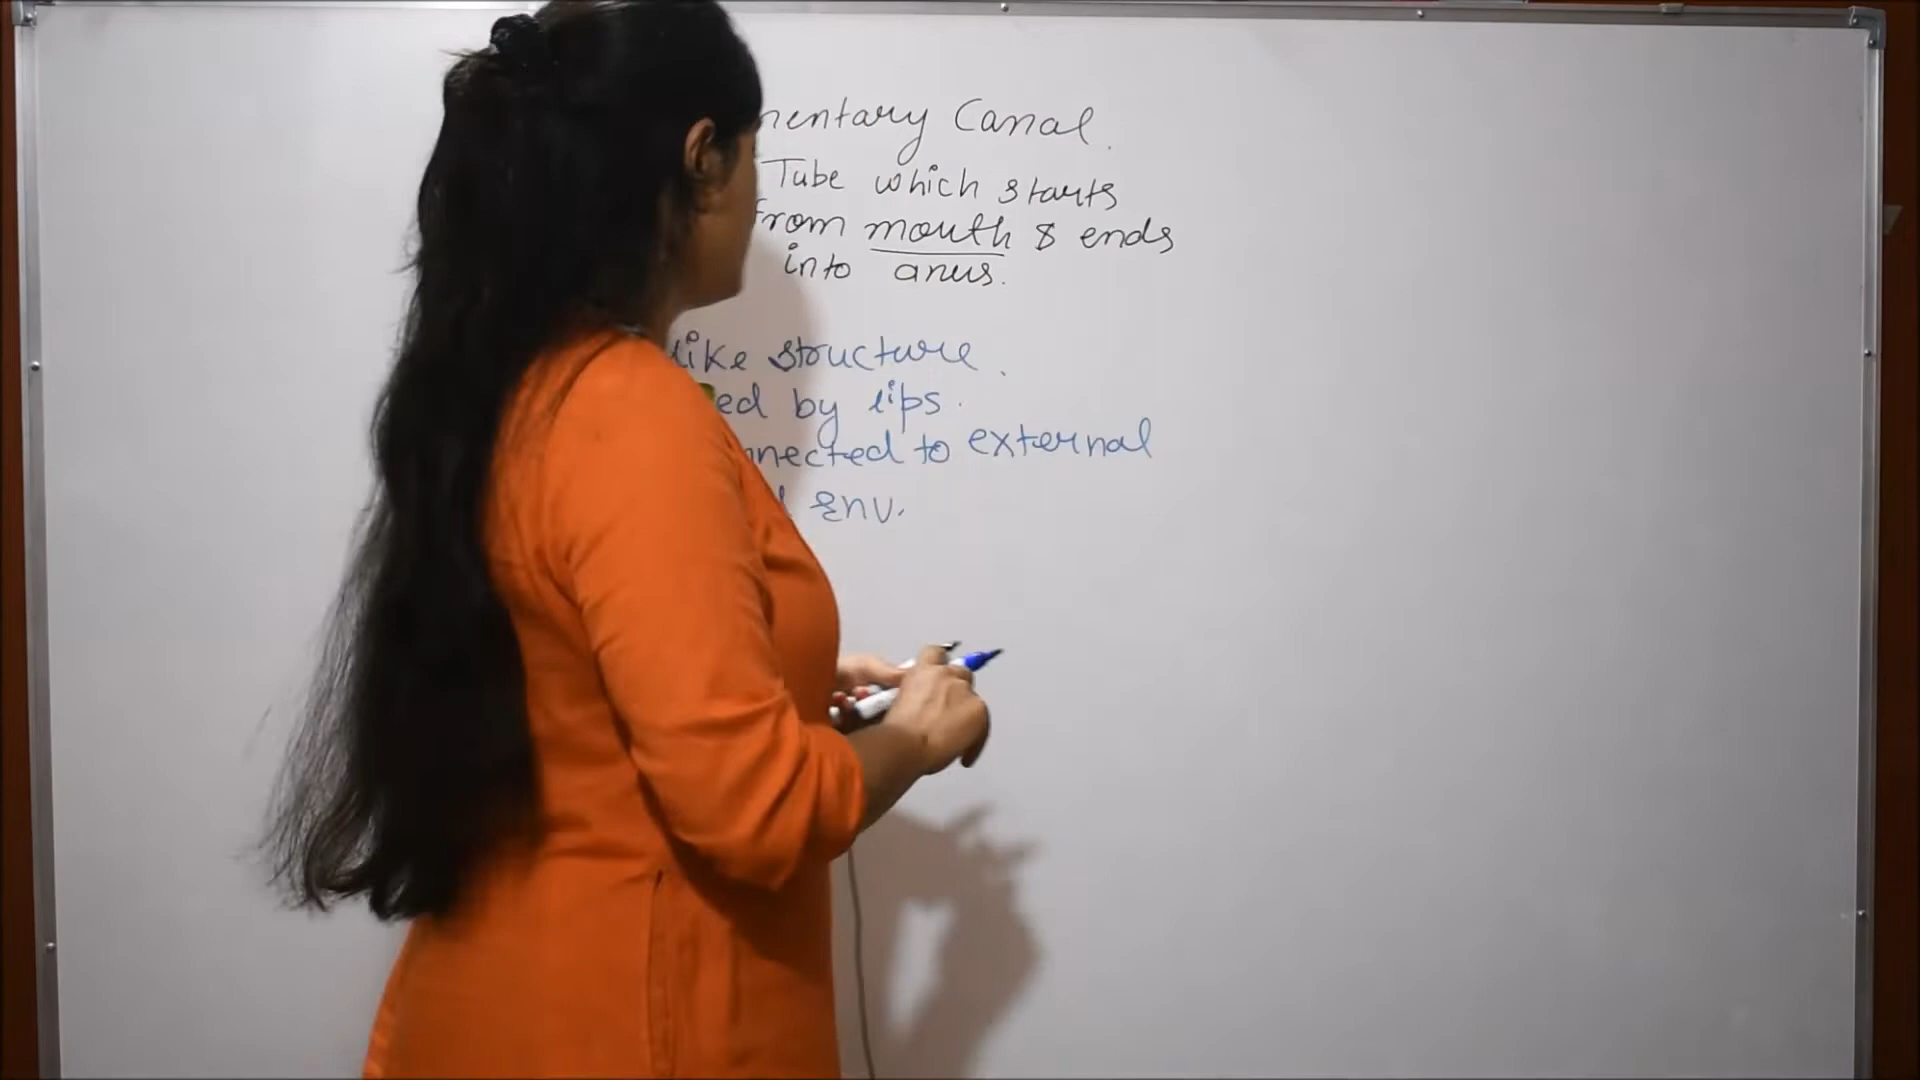 mentary Canal.
Tube which starts
from mouth & ends
into anus.
like structure.
ed by lips.
nnected to external
env.